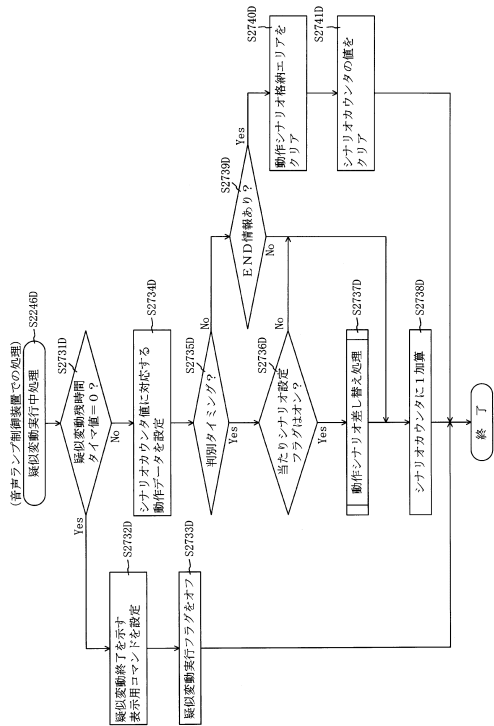 (音声ランプ制御装置での処理)
疑似変動実行中処理
S2246D
S2731D
疑似変動残時間
タイマ値=0?
Yes
No
S2732D
疑似変動終了を示す
表示用コマンドを設定
S2733D
疑似変動実行フラグをオフ
S2734D
シナリオカウンタ値に対応する
動作データを設定
S2735D
判別タイミング?
No
Yes
S2736D
当たりシナリオ設定
フラグはオン?
No
Yes
S2737D
動作シナリオ差し替え処理
S2738D
シナリオカウンタに1加算
S2739D
END情報あり?
Yes
No
S2740D
動作シナリオ格納エリアを
クリア
S2741D
シナリオカウンタの値を
クリア
終了